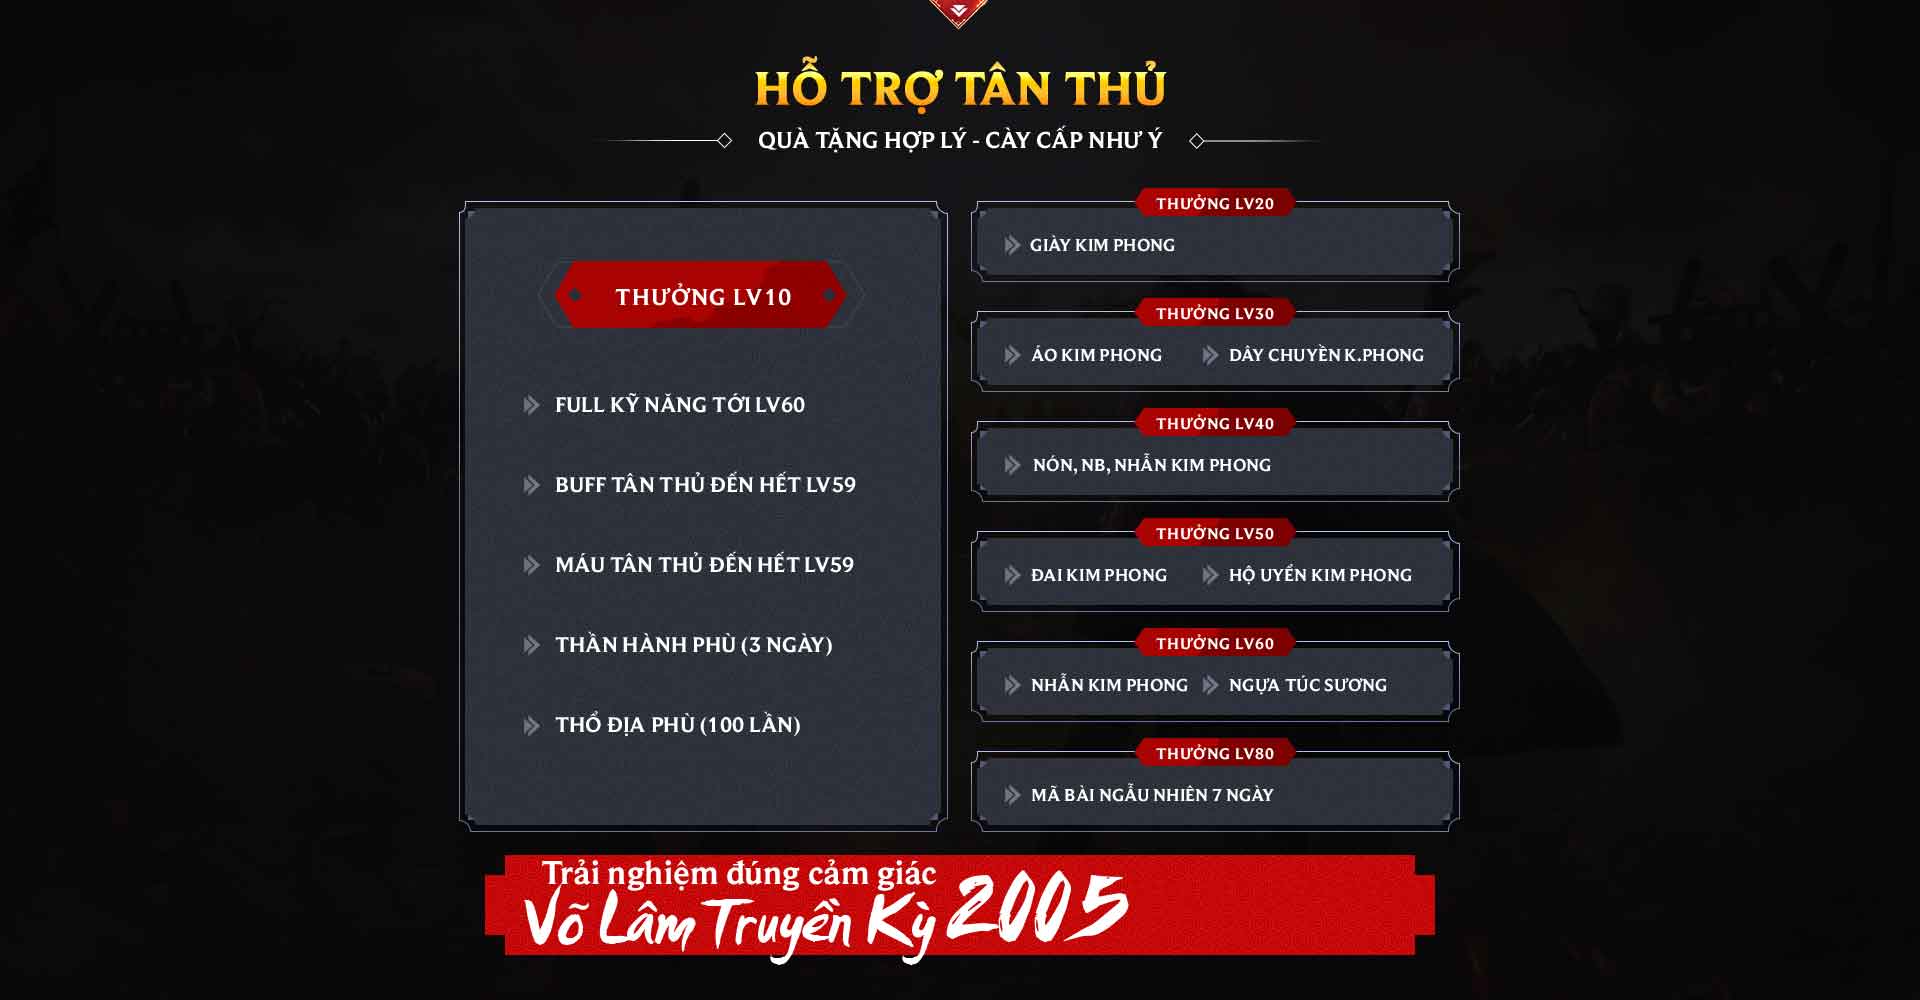 HỖ TRỢ TÂN THỦ
QUÀ TẶNG HỢP LÝ - CÀY CẤP NHƯ Ý
THƯỞNG LV10
FULL KỸ NĂNG TỚI LV60
BUFF TÂN THỦ ĐẾN HẾT LV59
MÁU TÂN THỦ ĐẾN HẾT LV59
THẦN HÀNH PHÙ (3 NGÀY)
THỔ ĐỊA PHÙ (100 LẦN)
THƯỞNG LV20
GIÀY KIM PHONG
THƯỞNG LV30
ÁO KIM PHONG
DÂY CHUYỀN K.PHONG
THƯỞNG LV40
NÓN, NB, NHẪN KIM PHONG
THƯỞNG LV50
ĐAI KIM PHONG
HỘ UYỂN KIM PHONG
THƯỞNG LV60
NHẪN KIM PHONG
NGỰA TÚC SƯƠNG
THƯỞNG LV80
MÃ BÀI NGẪU NHIÊN 7 NGÀY
Trải nghiệm đúng cảm giác
Võ Lâm Truyền Kỳ 2005